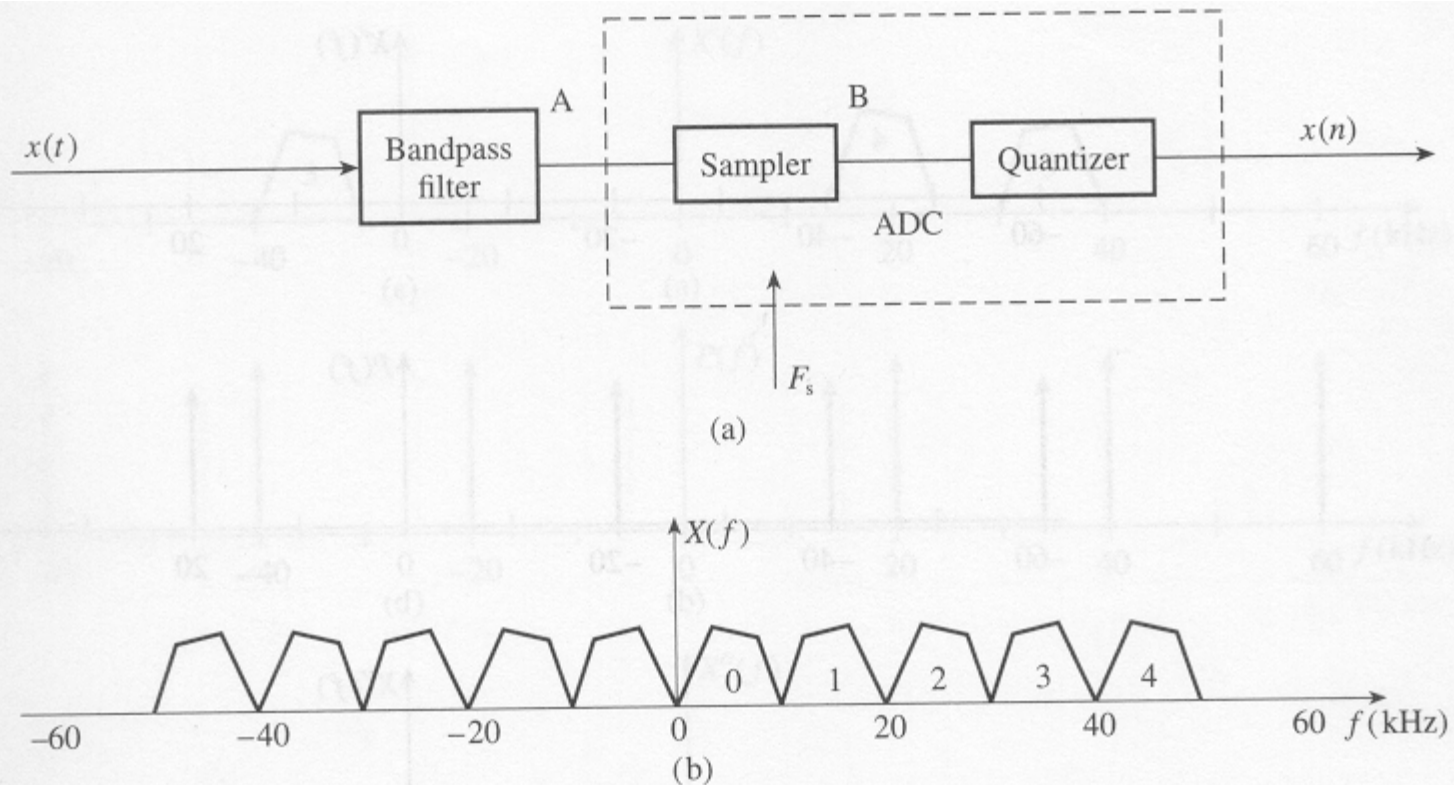 A
B
x(t)
Bandpass
filter
Sampler
Quantizer
x(n)
ADC
Fs
(a)
X(f)
0 1 2 3 4
–60 –40 –20 0 20 40 60 f (kHz)
(b)